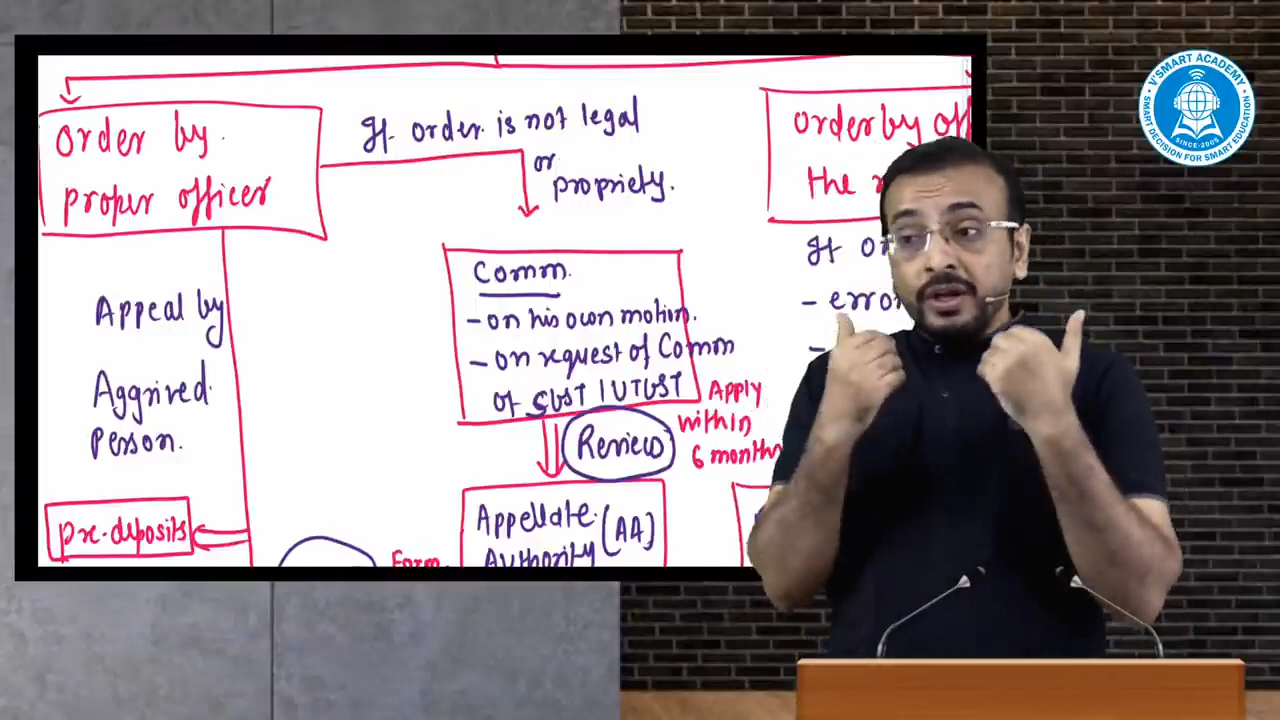 order by
proper officer
If order is not legal
or
propriety.
order by off
the
If or
- error
-
Appeal by
Aggrived
Person.
pre-deposits
Comm.
- on his own motion.
- on request of Comm
of SGST / UTGST
Apply
within
6 months
Review
Appellate
Authority
(AA)
Form
V'SMART ACADEMY
SINCE-2005
SMART DECISION FOR SMART EDUCATION